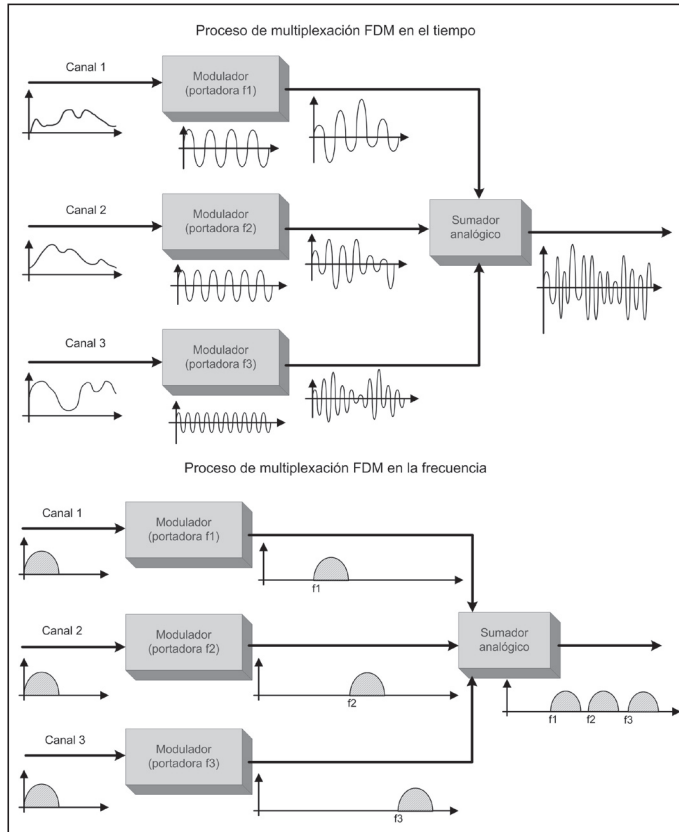 Proceso de multiplexación FDM en el tiempo
Canal 1
Modulador
(portadora f1)
Canal 2
Modulador
(portadora f2)
Sumador
analógico
Canal 3
Modulador
(portadora f3)
Proceso de multiplexación FDM en la frecuencia
Canal 1
Modulador
(portadora f1)
f1
Canal 2
Modulador
(portadora f2)
f2
Sumador
analógico
f1 f2 f3
Canal 3
Modulador
(portadora f3)
f3